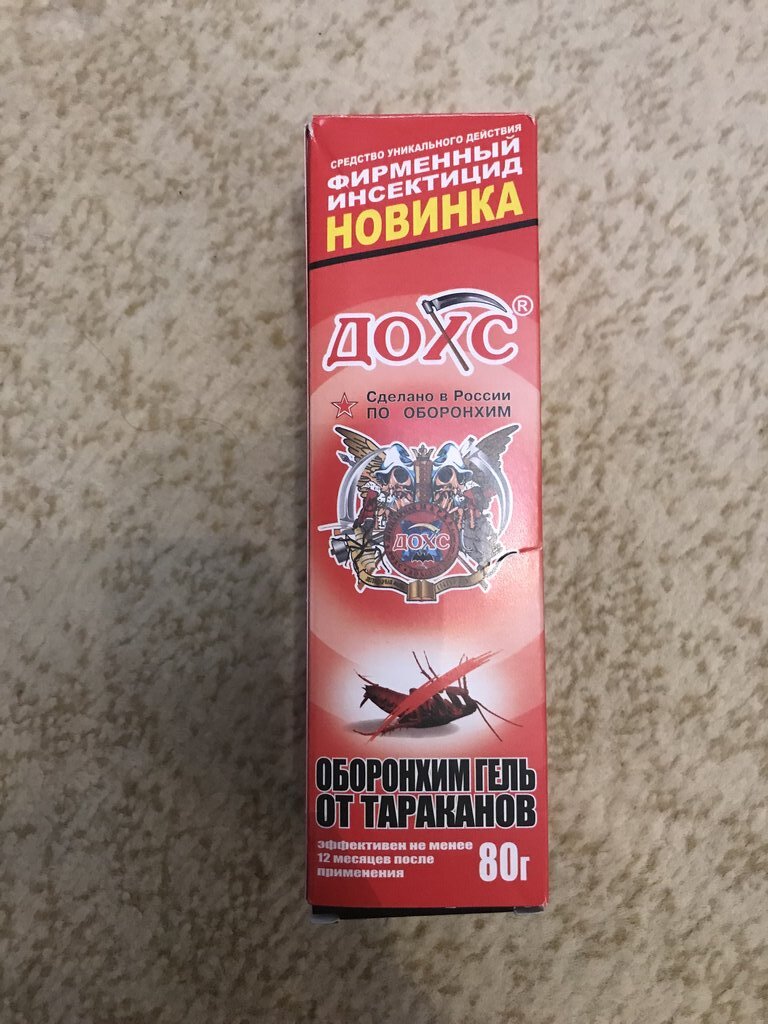 СРЕДСТВО УНИКАЛЬНОГО ДЕЙСТВИЯ
ФИРМЕННЫЙ
ИНСЕКТИЦИД
НОВИНКА
ДОХС®
Сделано в России
ПО ОБОРОНХИМ
ДОХС
ОБОРОНХИМ ГЕЛЬ
ОТ ТАРАКАНОВ
эффективен не менее
12 месяцев после
применения
80г